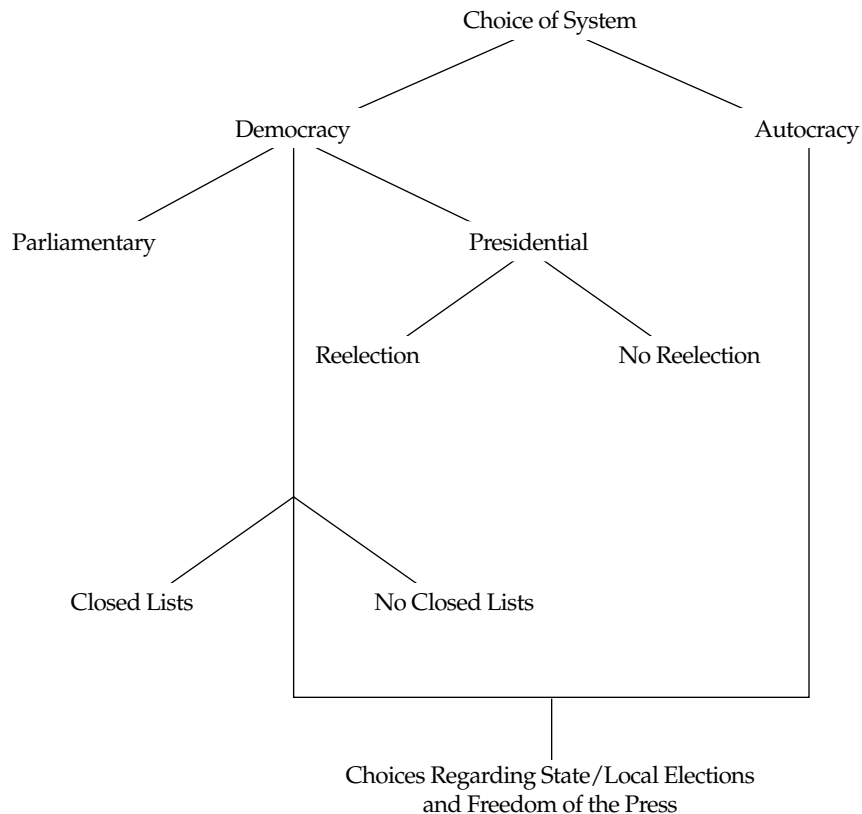 Choice of System
Democracy
Autocracy
Parliamentary
Presidential
Reelection
No Reelection
Closed Lists
No Closed Lists
Choices Regarding State/Local Elections
and Freedom of the Press